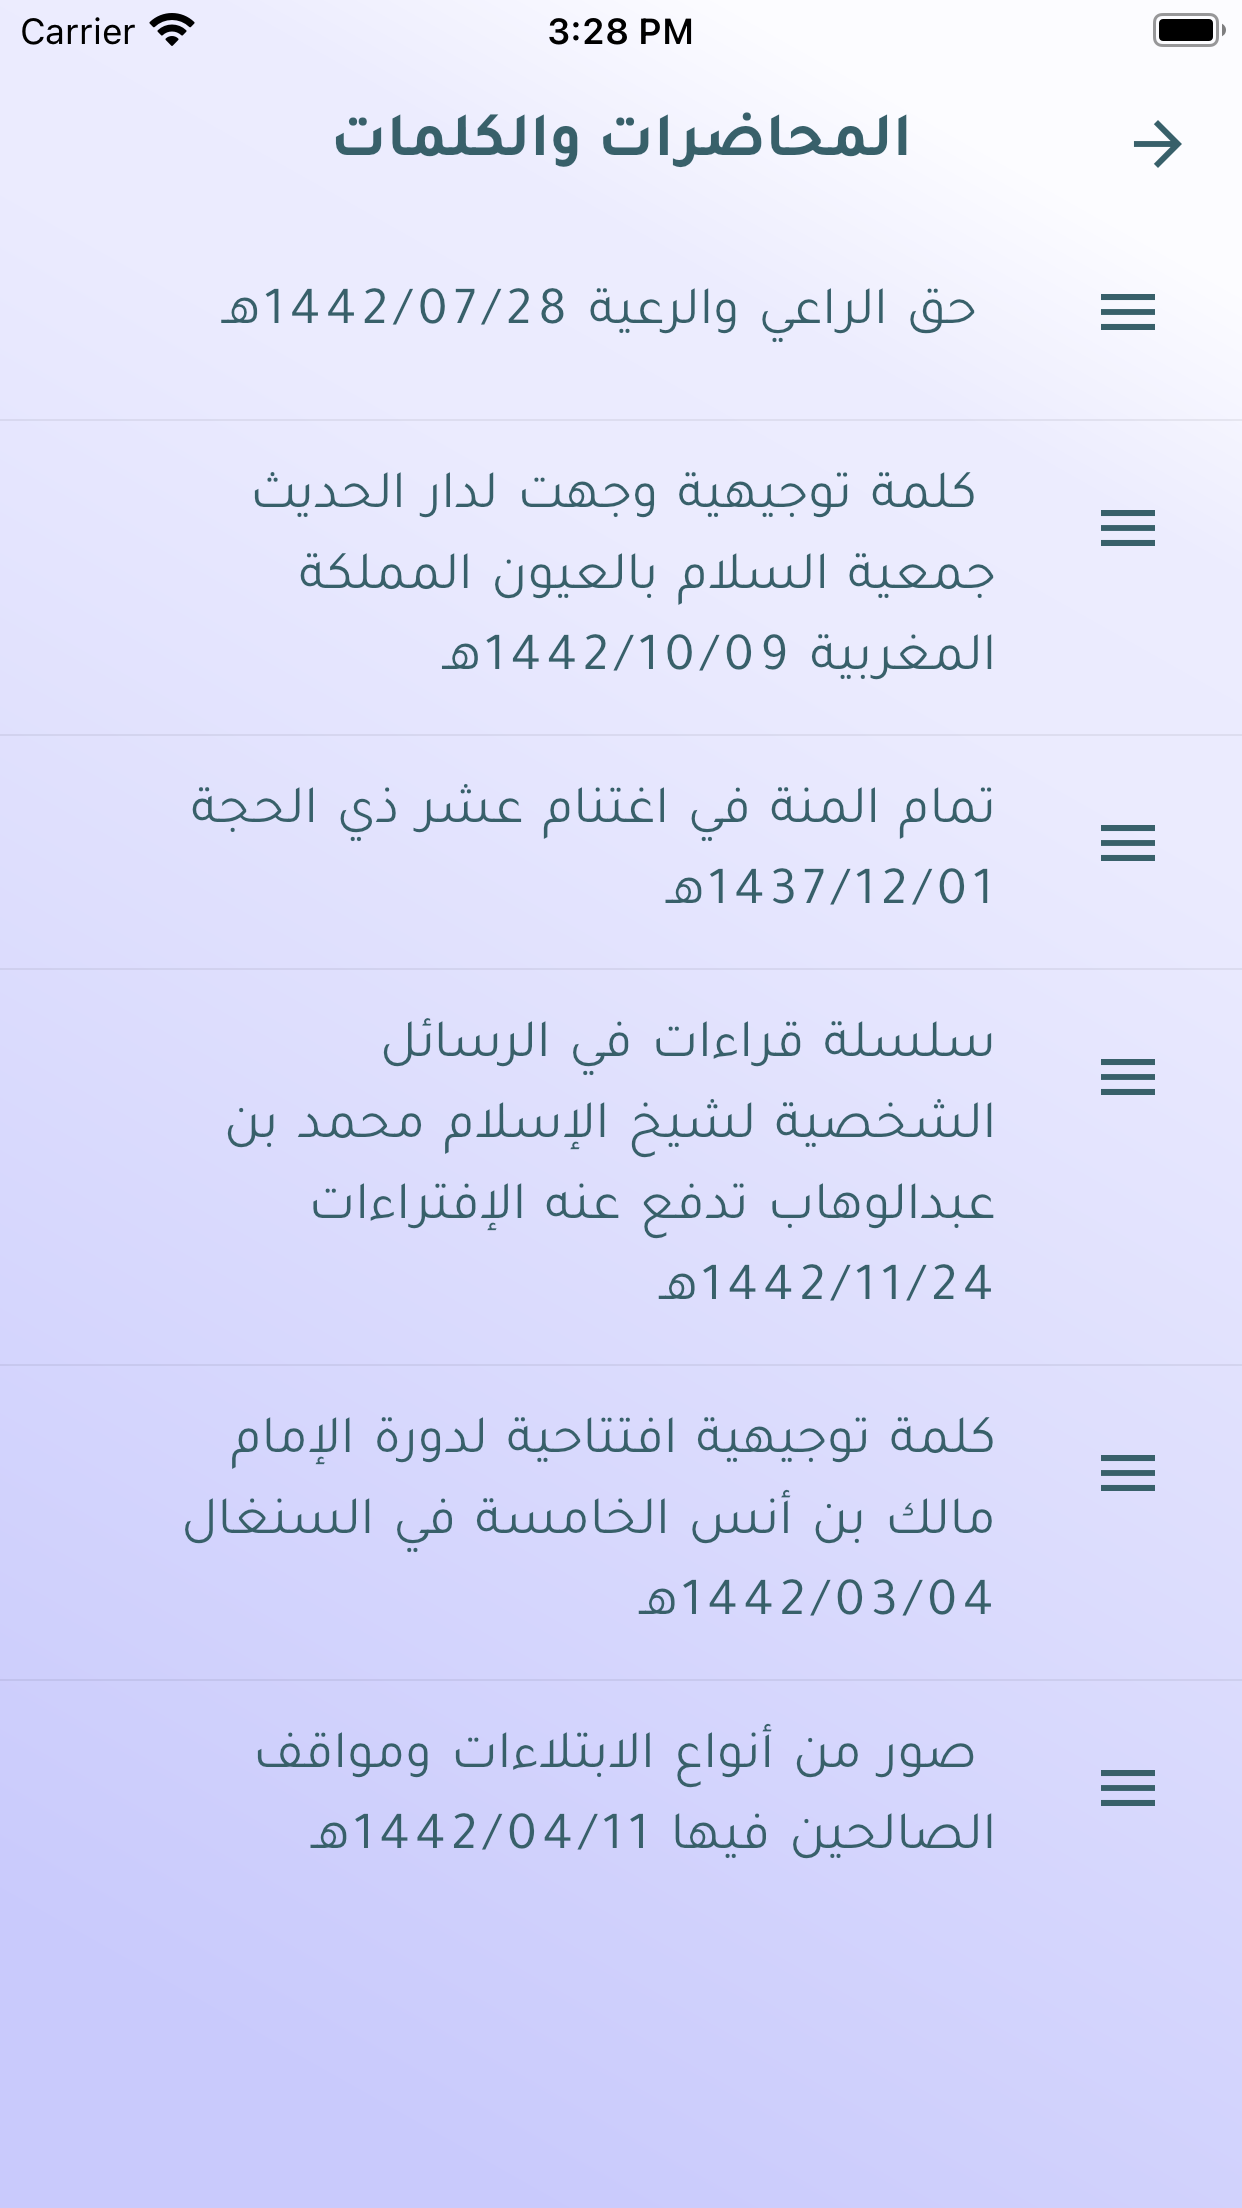 Carrier 3:28 PM
المحاضرات والكلمات
حق الراعي والرعية 1442/07/28هـ
كلمة توجيهية وجهت لدار الحديث
جمعية السلام بالعيون المملكة
المغربية 1442/10/09هـ
تمام المنة في اغتنام عشر ذي الحجة
1437/12/01هـ
سلسلة قراءات في الرسائل
الشخصية لشيخ الإسلام محمد بن
عبدالوهاب تدفع عنه الإفتراءات
1442/11/24هـ
كلمة توجيهية افتتاحية لدورة الإمام
مالك بن أنس الخامسة في السنغال
1442/03/04هـ
صور من أنواع الابتلاءات ومواقف
الصالحين فيها 1442/04/11هـ